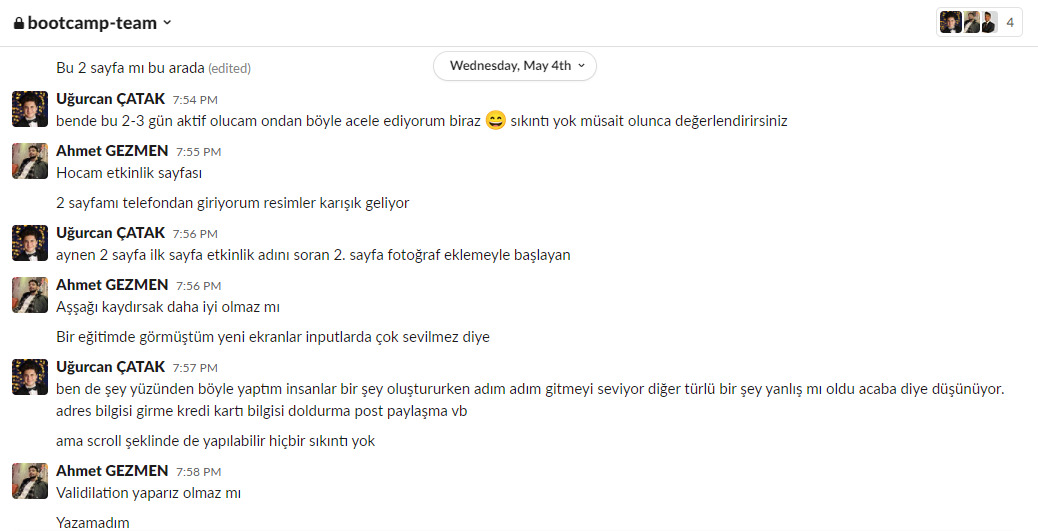 bootcamp-team
4
Bu 2 sayfa mı bu arada (edited)
Wednesday, May 4th
Uğurcan ÇATAK 7:54 PM
bende bu 2-3 gün aktif olucam ondan böyle acele ediyorum biraz 😄 sıkıntı yok müsait olunca değerlendirirsiniz
Ahmet GEZMEN 7:55 PM
Hocam etkinlik sayfası
2 sayfamı telefondan giriyorum resimler karışık geliyor
Uğurcan ÇATAK 7:56 PM
aynen 2 sayfa ilk sayfa etkinlik adını soran 2. sayfa fotoğraf eklemeyle başlayan
Ahmet GEZMEN 7:56 PM
Aşşağı kaydırsak daha iyi olmaz mı
Bir eğitimde görmüştüm yeni ekranlar inputlarda çok sevilmez diye
Uğurcan ÇATAK 7:57 PM
ben de şey yüzünden böyle yaptım insanlar bir şey oluştururken adım adım gitmeyi seviyor diğer türlü bir şey yanlış mı oldu acaba diye düşünüyor.
adres bilgisi girme kredi kartı bilgisi doldurma post paylaşma vb
ama scroll şeklinde de yapılabilir hiçbir sıkıntı yok
Ahmet GEZMEN 7:58 PM
Validilation yaparız olmaz mı
Yazamadım